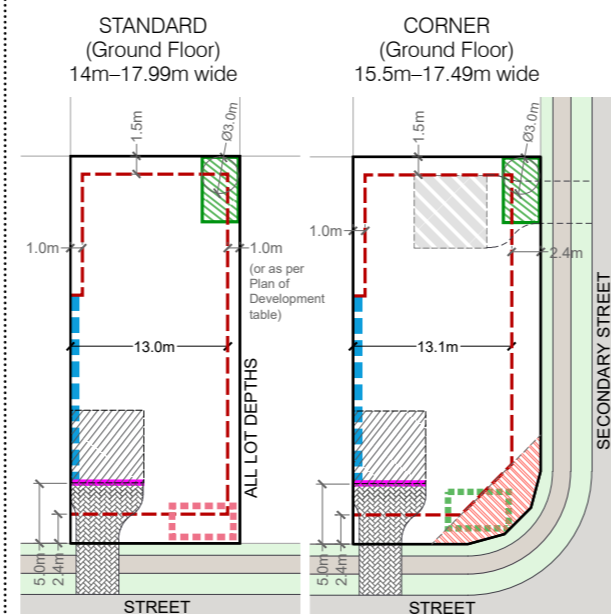 STANDARD
(Ground Floor)
14m–17.99m wide
1.5m
Ø3.0m
1.0m
1.0m
(or as per
Plan of
Development
table)
13.0m
ALL LOT DEPTHS
5.0m
2.4m
STREET
CORNER
(Ground Floor)
15.5m–17.49m wide
1.5m
Ø3.0m
1.0m
2.4m
13.1m
SECONDARY STREET
5.0m
2.4m
STREET